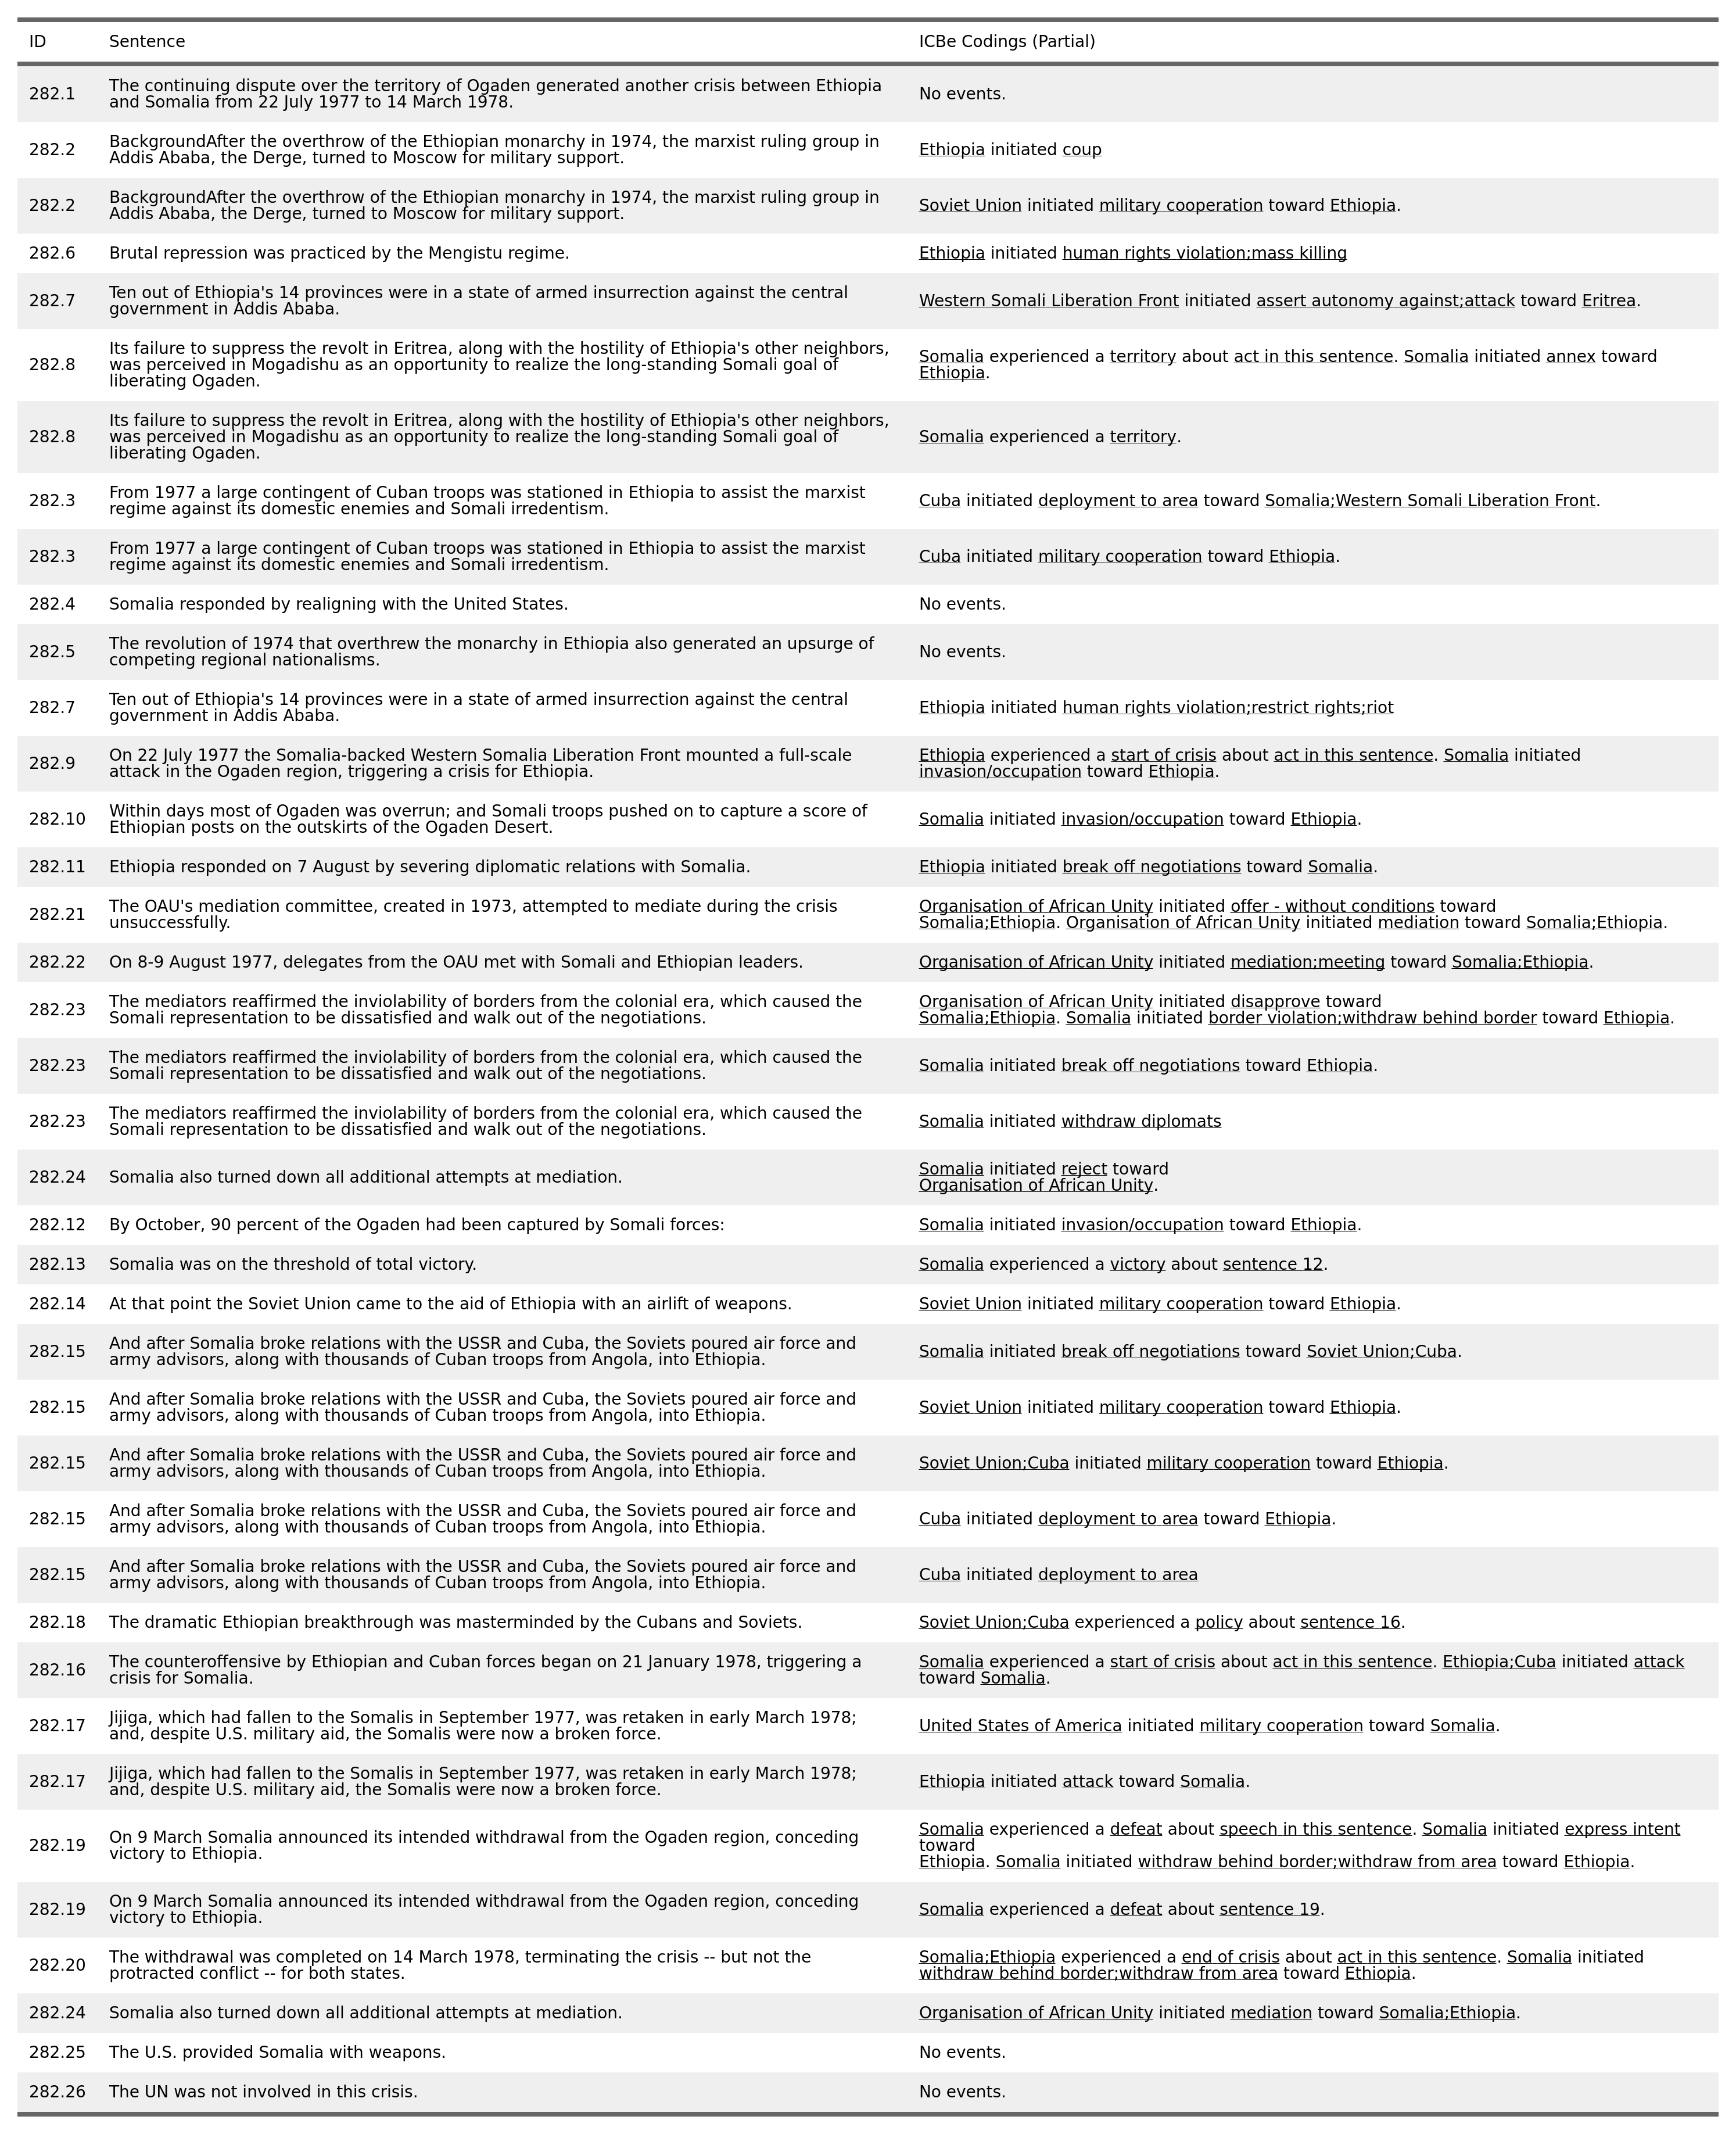 ID Sentence ICBe Codings (Partial)
282.1 The continuing dispute over the territory of Ogaden generated another crisis between Ethiopia
and Somalia from 22 July 1977 to 14 March 1978. No events.
282.2 BackgroundAfter the overthrow of the Ethiopian monarchy in 1974, the marxist ruling group in
Addis Ababa, the Derge, turned to Moscow for military support. Ethiopia initiated coup
282.2 BackgroundAfter the overthrow of the Ethiopian monarchy in 1974, the marxist ruling group in
Addis Ababa, the Derge, turned to Moscow for military support. Soviet Union initiated military cooperation toward Ethiopia.
282.6 Brutal repression was practiced by the Mengistu regime. Ethiopia initiated human rights violation;mass killing
282.7 Ten out of Ethiopia's 14 provinces were in a state of armed insurrection against the central
government in Addis Ababa. Western Somali Liberation Front initiated assert autonomy against;attack toward Eritrea.
282.8 Its failure to suppress the revolt in Eritrea, along with the hostility of Ethiopia's other neighbors,
was perceived in Mogadishu as an opportunity to realize the long-standing Somali goal of
liberating Ogaden.
Somalia experienced a territory about act in this sentence. Somalia initiated annex toward
Ethiopia.
282.8 Its failure to suppress the revolt in Eritrea, along with the hostility of Ethiopia's other neighbors,
was perceived in Mogadishu as an opportunity to realize the long-standing Somali goal of
liberating Ogaden.
Somalia experienced a territory.
282.3 From 1977 a large contingent of Cuban troops was stationed in Ethiopia to assist the marxist
regime against its domestic enemies and Somali irredentism. Cuba initiated deployment to area toward Somalia;Western Somali Liberation Front.
282.3 From 1977 a large contingent of Cuban troops was stationed in Ethiopia to assist the marxist
regime against its domestic enemies and Somali irredentism. Cuba initiated military cooperation toward Ethiopia.
282.4 Somalia responded by realigning with the United States. No events.
282.5 The revolution of 1974 that overthrew the monarchy in Ethiopia also generated an upsurge of
competing regional nationalisms. No events.
282.7 Ten out of Ethiopia's 14 provinces were in a state of armed insurrection against the central
government in Addis Ababa. Ethiopia initiated human rights violation;restrict rights;riot
282.9 On 22 July 1977 the Somalia-backed Western Somalia Liberation Front mounted a full-scale
attack in the Ogaden region, triggering a crisis for Ethiopia.
Ethiopia experienced a start of crisis about act in this sentence. Somalia initiated
invasion/occupation toward Ethiopia.
282.10 Within days most of Ogaden was overrun; and Somali troops pushed on to capture a score of
Ethiopian posts on the outskirts of the Ogaden Desert. Somalia initiated invasion/occupation toward Ethiopia.
282.11 Ethiopia responded on 7 August by severing diplomatic relations with Somalia. Ethiopia initiated break off negotiations toward Somalia.
282.21 The OAU's mediation committee, created in 1973, attempted to mediate during the crisis
unsuccessfully.
Organisation of African Unity initiated offer - without conditions toward
Somalia;Ethiopia. Organisation of African Unity initiated mediation toward Somalia;Ethiopia.
282.22 On 8-9 August 1977, delegates from the OAU met with Somali and Ethiopian leaders. Organisation of African Unity initiated mediation;meeting toward Somalia;Ethiopia.
282.23 The mediators reaffirmed the inviolability of borders from the colonial era, which caused the
Somali representation to be dissatisfied and walk out of the negotiations.
Organisation of African Unity initiated disapprove toward
Somalia;Ethiopia. Somalia initiated border violation;withdraw behind border toward Ethiopia.
282.23 The mediators reaffirmed the inviolability of borders from the colonial era, which caused the
Somali representation to be dissatisfied and walk out of the negotiations. Somalia initiated break off negotiations toward Ethiopia.
282.23 The mediators reaffirmed the inviolability of borders from the colonial era, which caused the
Somali representation to be dissatisfied and walk out of the negotiations. Somalia initiated withdraw diplomats
282.24 Somalia also turned down all additional attempts at mediation.
Somalia initiated reject toward
Organisation of African Unity.
282.12 By October, 90 percent of the Ogaden had been captured by Somali forces: Somalia initiated invasion/occupation toward Ethiopia.
282.13 Somalia was on the threshold of total victory. Somalia experienced a victory about sentence 12.
282.14 At that point the Soviet Union came to the aid of Ethiopia with an airlift of weapons. Soviet Union initiated military cooperation toward Ethiopia.
282.15 And after Somalia broke relations with the USSR and Cuba, the Soviets poured air force and
army advisors, along with thousands of Cuban troops from Angola, into Ethiopia. Somalia initiated break off negotiations toward Soviet Union;Cuba.
282.15 And after Somalia broke relations with the USSR and Cuba, the Soviets poured air force and
army advisors, along with thousands of Cuban troops from Angola, into Ethiopia. Soviet Union initiated military cooperation toward Ethiopia.
282.15 And after Somalia broke relations with the USSR and Cuba, the Soviets poured air force and
army advisors, along with thousands of Cuban troops from Angola, into Ethiopia. Soviet Union;Cuba initiated military cooperation toward Ethiopia.
282.15 And after Somalia broke relations with the USSR and Cuba, the Soviets poured air force and
army advisors, along with thousands of Cuban troops from Angola, into Ethiopia. Cuba initiated deployment to area toward Ethiopia.
282.15 And after Somalia broke relations with the USSR and Cuba, the Soviets poured air force and
army advisors, along with thousands of Cuban troops from Angola, into Ethiopia. Cuba initiated deployment to area
282.18 The dramatic Ethiopian breakthrough was masterminded by the Cubans and Soviets. Soviet Union;Cuba experienced a policy about sentence 16.
282.16 The counteroffensive by Ethiopian and Cuban forces began on 21 January 1978, triggering a
crisis for Somalia.
Somalia experienced a start of crisis about act in this sentence. Ethiopia;Cuba initiated attack
toward Somalia.
282.17 Jijiga, which had fallen to the Somalis in September 1977, was retaken in early March 1978;
and, despite U.S. military aid, the Somalis were now a broken force. United States of America initiated military cooperation toward Somalia.
282.17 Jijiga, which had fallen to the Somalis in September 1977, was retaken in early March 1978;
and, despite U.S. military aid, the Somalis were now a broken force. Ethiopia initiated attack toward Somalia.
282.19 On 9 March Somalia announced its intended withdrawal from the Ogaden region, conceding
victory to Ethiopia.
Somalia experienced a defeat about speech in this sentence. Somalia initiated express intent
toward
Ethiopia. Somalia initiated withdraw behind border;withdraw from area toward Ethiopia.
282.19 On 9 March Somalia announced its intended withdrawal from the Ogaden region, conceding
victory to Ethiopia. Somalia experienced a defeat about sentence 19.
282.20 The withdrawal was completed on 14 March 1978, terminating the crisis -- but not the
protracted conflict -- for both states.
Somalia;Ethiopia experienced a end of crisis about act in this sentence. Somalia initiated
withdraw behind border;withdraw from area toward Ethiopia.
282.24 Somalia also turned down all additional attempts at mediation. Organisation of African Unity initiated mediation toward Somalia;Ethiopia.
282.25 The U.S. provided Somalia with weapons. No events.
282.26 The UN was not involved in this crisis. No events.